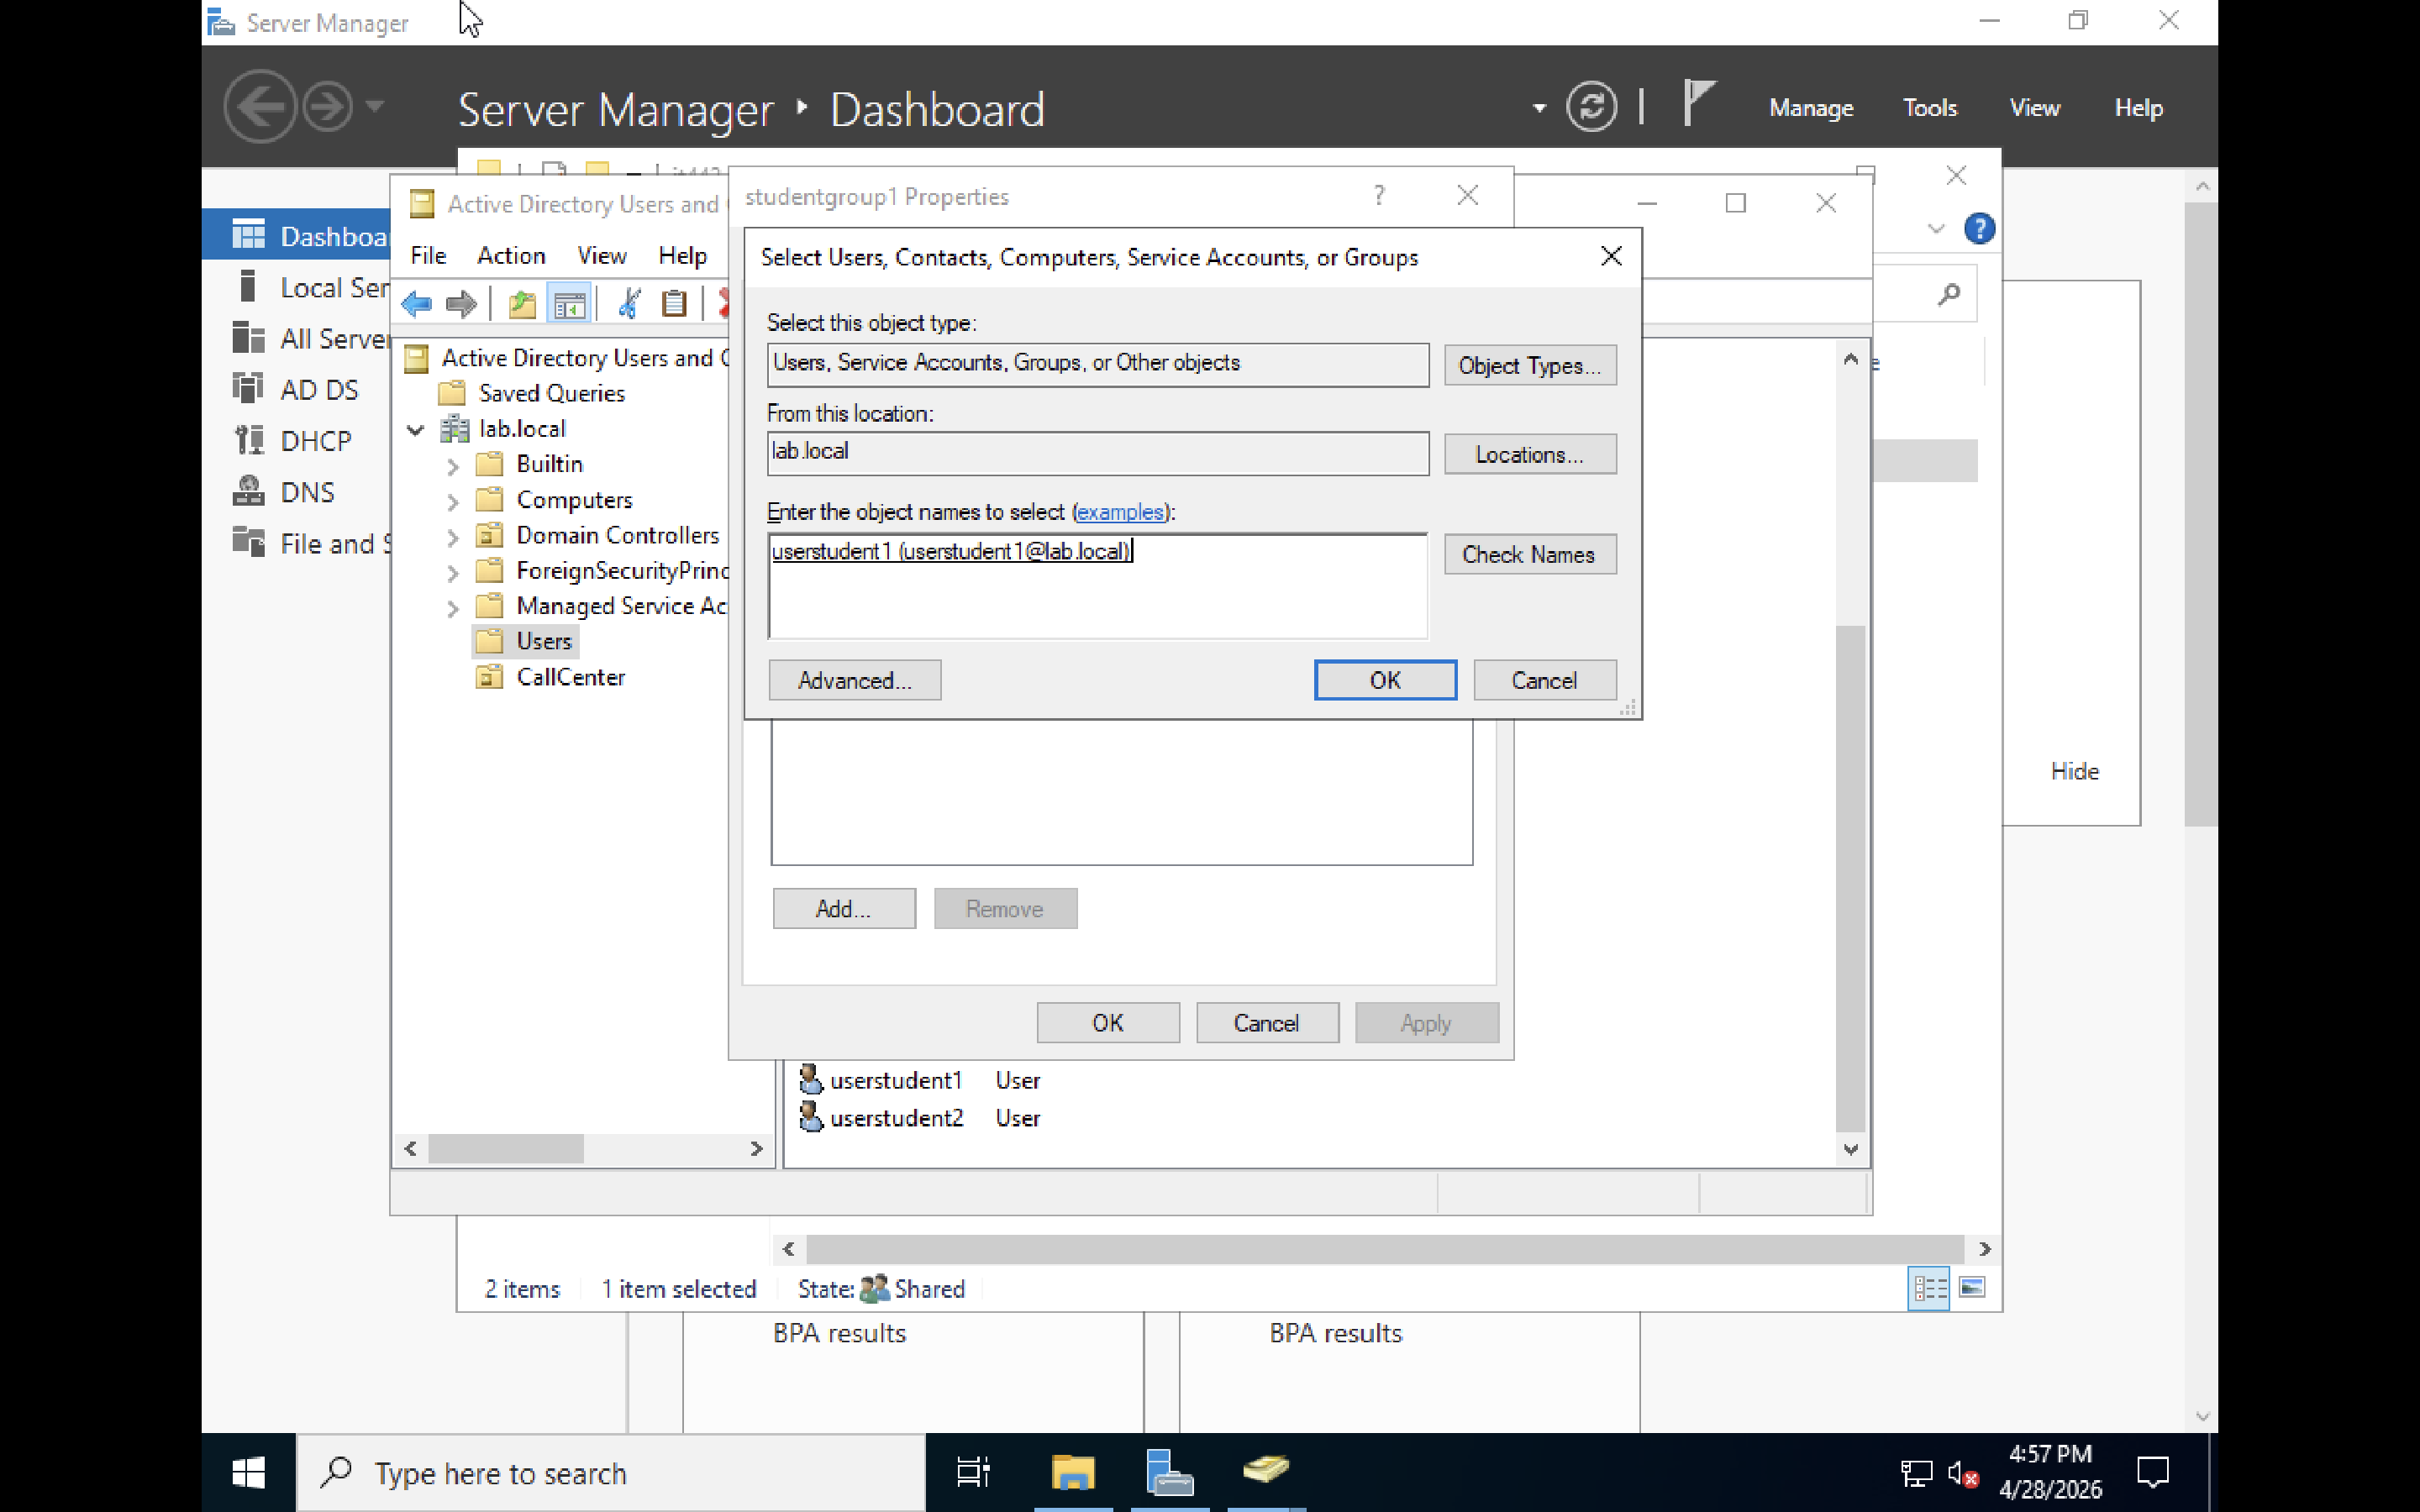 Server Manager
Server Manager ‣ Dashboard
Manage Tools View Help
Dashboa
Local Ser
All Server
AD DS
DHCP
DNS
File and S
Active Directory Users and C
File Action View Help
Active Directory Users and C
Saved Queries
lab.local
Builtin
Computers
Domain Controllers
ForeignSecurityPrinc
Managed Service Ac
Users
CallCenter
studentgroup1 Properties
?
Select Users, Contacts, Computers, Service Accounts, or Groups
Select this object type:
Users, Service Accounts, Groups, or Other objects
Object Types...
From this location:
lab.local
Locations...
Enter the object names to select (examples):
userstudent1 (userstudent1@lab.local)
Check Names
Advanced...
OK
Cancel
Add...
Remove
OK
Cancel
Apply
userstudent1 User
userstudent2 User
Hide
2 items 1 item selected State: Shared
BPA results
BPA results
Type here to search
4:57 PM
4/28/2026